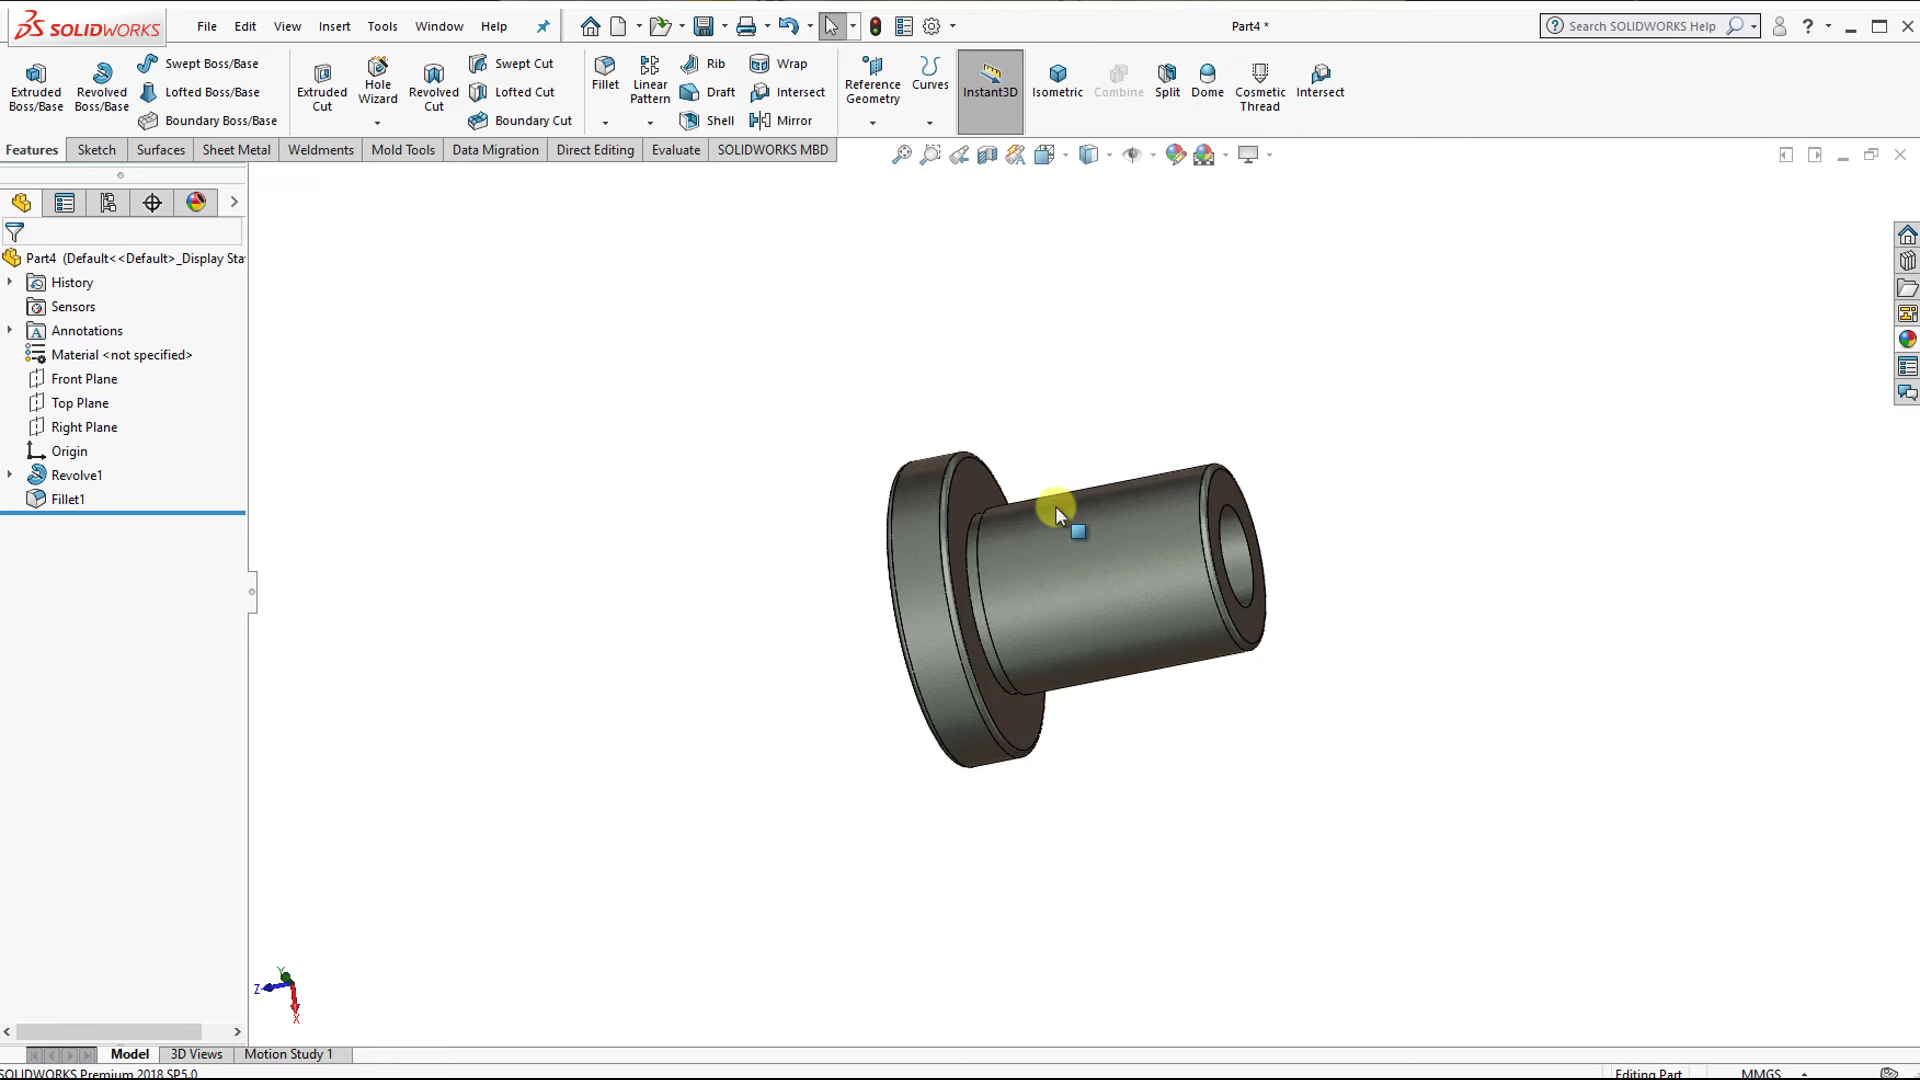 SOLIDWORKS File Edit View Insert Tools Window Help Part4 * Search SOLIDWORKS Help
Extruded Boss/Base
Revolved Boss/Base
Swept Boss/Base
Lofted Boss/Base
Boundary Boss/Base
Extruded Cut
Hole Wizard
Revolved Cut
Swept Cut
Lofted Cut
Boundary Cut
Fillet
Linear Pattern
Rib
Draft
Shell
Wrap
Intersect
Mirror
Reference Geometry
Curves
Instant3D
Isometric
Combine
Split
Dome
Cosmetic Thread
Intersect
Features Sketch Surfaces Sheet Metal Weldments Mold Tools Data Migration Direct Editing Evaluate SOLIDWORKS MBD
Part4 (Default<<Default>_Display Sta
History
Sensors
Annotations
Material <not specified>
Front Plane
Top Plane
Right Plane
Origin
Revolve1
Fillet1
Y
Z
X
Model 3D Views Motion Study 1
SOLIDWORKS Premium 2018 SP5.0 Editing Part MMGS